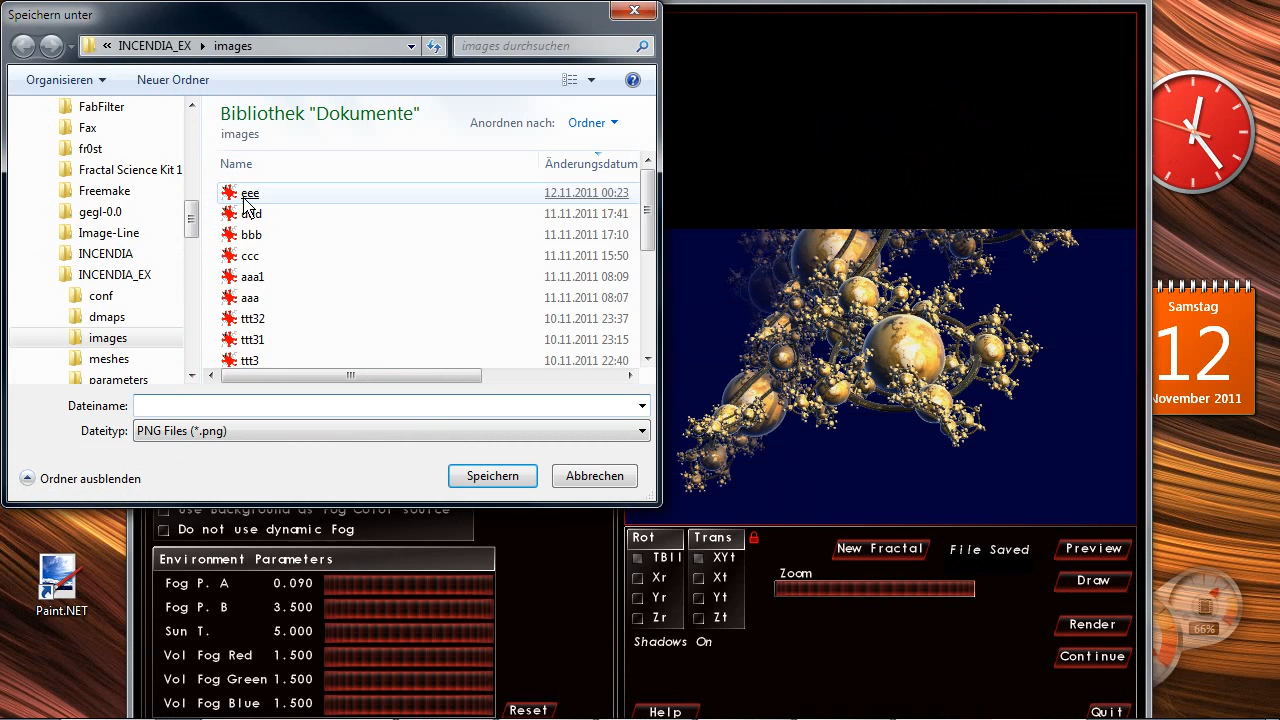 Speichern unter
« INCENDIA_EX ▸ images
images durchsuchen
Organisieren
Neuer Ordner
FabFilter
Fax
fr0st
Fractal Science Kit 1
Freemake
gegl-0.0
Image-Line
INCENDIA
INCENDIA_EX
conf
dmaps
images
meshes
parameters
Bibliothek "Dokumente"
images
Anordnen nach: Ordner
Name Änderungsdatum
eee 12.11.2011 00:23
11.11.2011 17:41
bbb 11.11.2011 17:10
ccc 11.11.2011 15:50
aaa1 11.11.2011 08:09
aaa 11.11.2011 08:07
ttt32 10.11.2011 23:37
ttt31 10.11.2011 23:15
ttt3 10.11.2011 22:40
Dateiname:
Dateityp: PNG Files (*.png)
Ordner ausblenden
Speichern
Abbrechen
Use Background as Fog Color source
Do not use dynamic Fog
Environment Parameters
Fog P. A 0.090
Fog P. B 3.500
Sun T. 5.000
Vol Fog Red 1.500
Vol Fog Green 1.500
Vol Fog Blue 1.500
Reset
Rot Trans
TBll XYt
Xr Xt
Yr Yt
Zr Zt
Shadows On
New Fractal
File Saved
Zoom
Preview
Draw
Render
Continue
Help
Quit
Paint.NET
Samstag
12
November 2011
66%